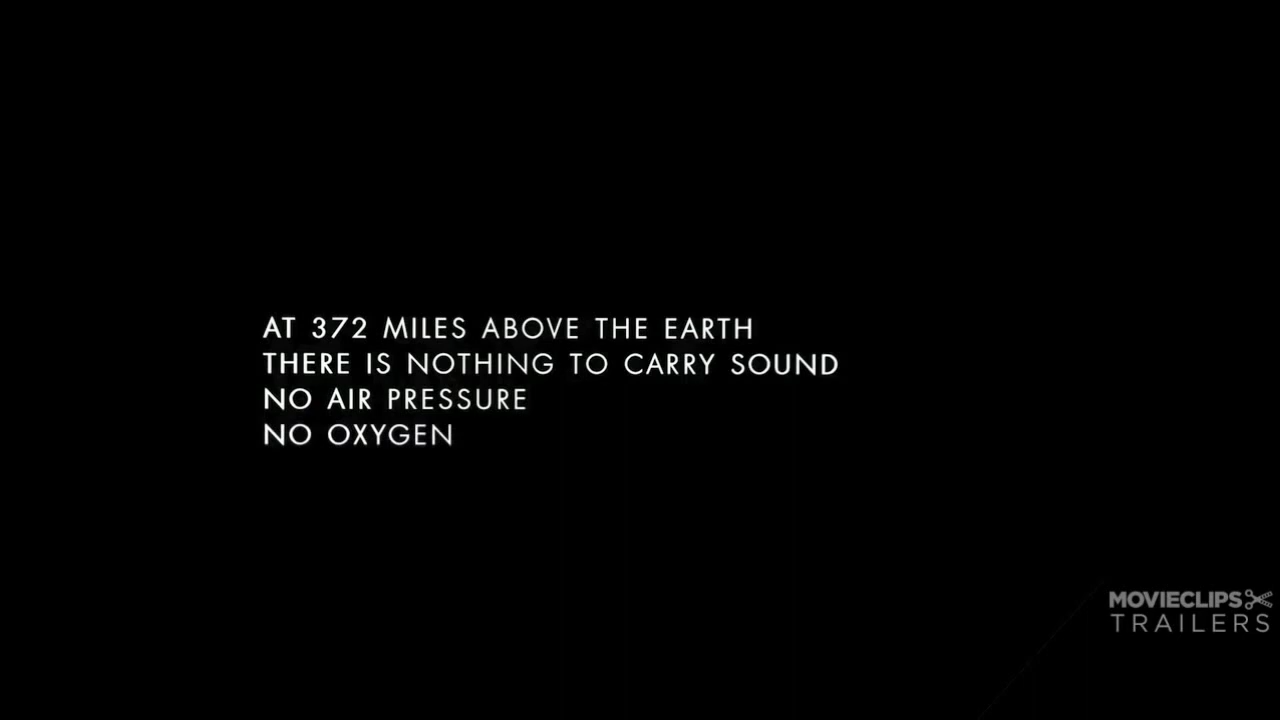 AT 372 MILES ABOVE THE EARTH
THERE IS NOTHING TO CARRY SOUND
NO AIR PRESSURE
NO OXYGEN
MOVIECLIPS
TRAILERS